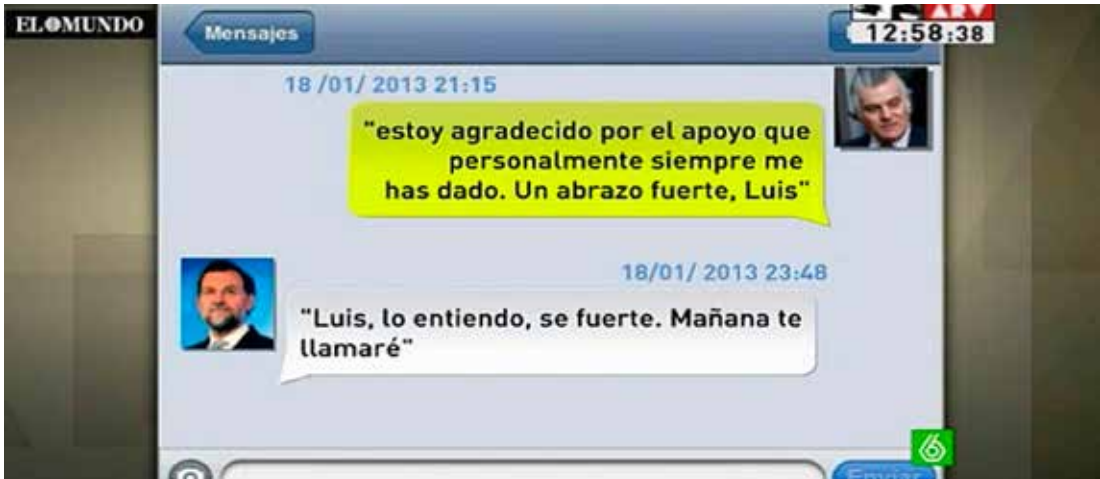 EL MUNDO
Mensajes
ARV
12:58:38
18 /01/ 2013 21:15
"estoy agradecido por el apoyo que
personalmente siempre me
has dado. Un abrazo fuerte, Luis"
18/01/ 2013 23:48
"Luis, lo entiendo, se fuerte. Mañana te
llamaré"
Enviar